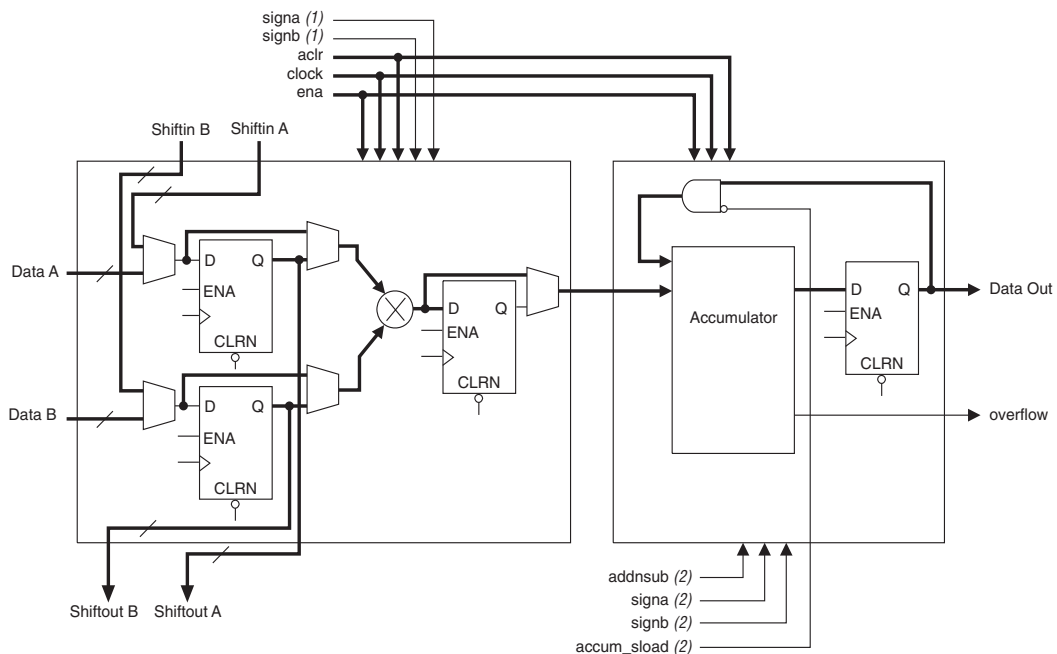 signa (1)
signb (1)
aclr
clock
ena
Shiftin B
Shiftin A
Data A
D
Q
ENA
CLRN
D
Q
ENA
CLRN
Accumulator
D
Q
ENA
CLRN
Data Out
Data B
D
Q
ENA
CLRN
overflow
Shiftout B
Shiftout A
addnsub (2)
signa (2)
signb (2)
accum_sload (2)